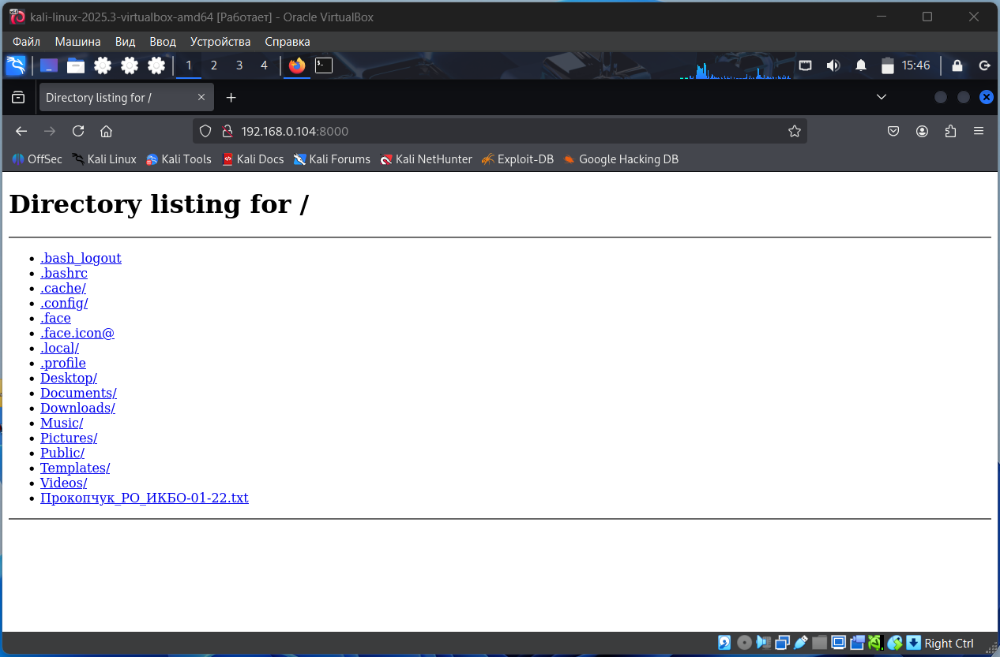 kali-linux-2025.3-virtualbox-amd64 [Работает] - Oracle VirtualBox
Файл Машина Вид Ввод Устройства Справка
1 2 3 4 15:46
Directory listing for /
192.168.0.104:8000
OffSec Kali Linux Kali Tools Kali Docs Kali Forums Kali NetHunter Exploit-DB Google Hacking DB
Directory listing for /
.bash_logout
.bashrc
.cache/
.config/
.face
.face.icon@
.local/
.profile
Desktop/
Documents/
Downloads/
Music/
Pictures/
Public/
Templates/
Videos/
Прокопчук_РО_ИКБО-01-22.txt
Right Ctrl